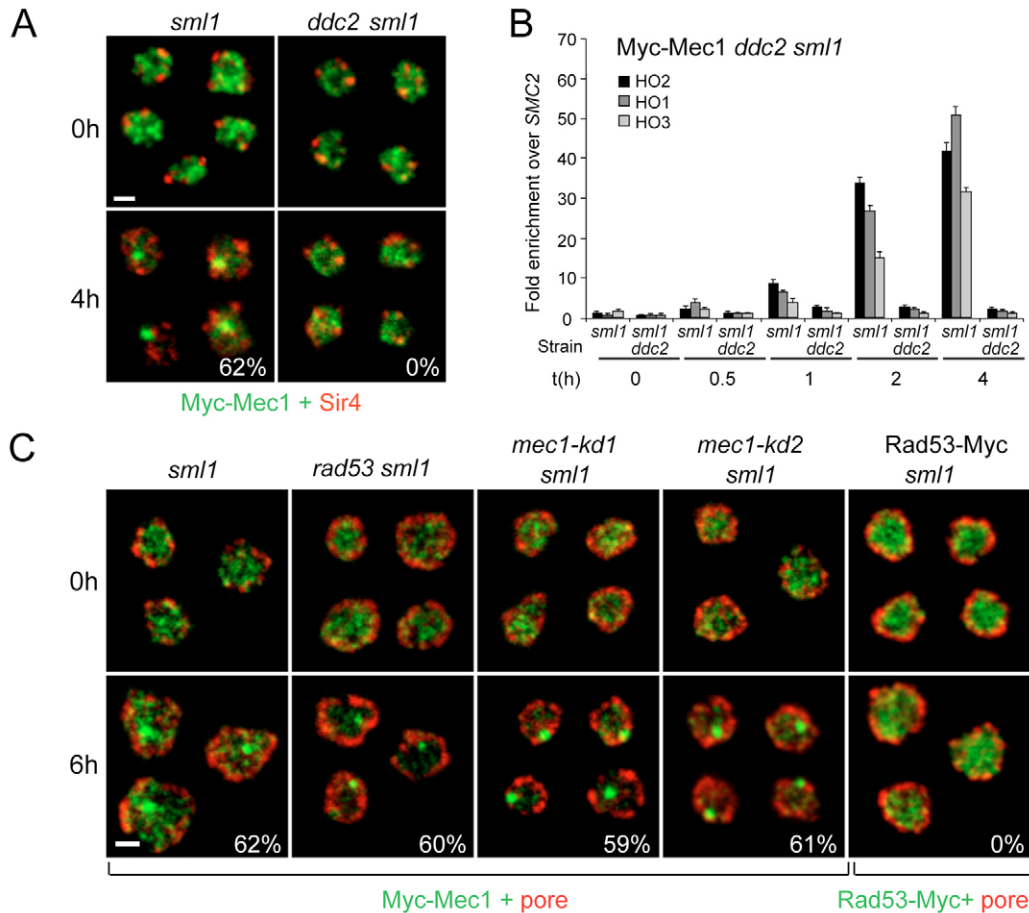 A
sml1
ddc2 sml1
0h
4h
62%
0%
Myc-Mec1 + Sir4
B
Myc-Mec1 ddc2 sml1
HO2
HO1
HO3
Fold enrichment over SMC2
70
60
50
40
30
20
10
0
Strain
sml1
sml1
ddc2
sml1
sml1
ddc2
sml1
sml1
ddc2
sml1
sml1
ddc2
sml1
sml1
ddc2
t(h)
0
0.5
1
2
4
C
sml1
rad53 sml1
mec1-kd1
sml1
mec1-kd2
sml1
Rad53-Myc
sml1
0h
6h
62%
60%
59%
61%
0%
Myc-Mec1 + pore
Rad53-Myc+ pore